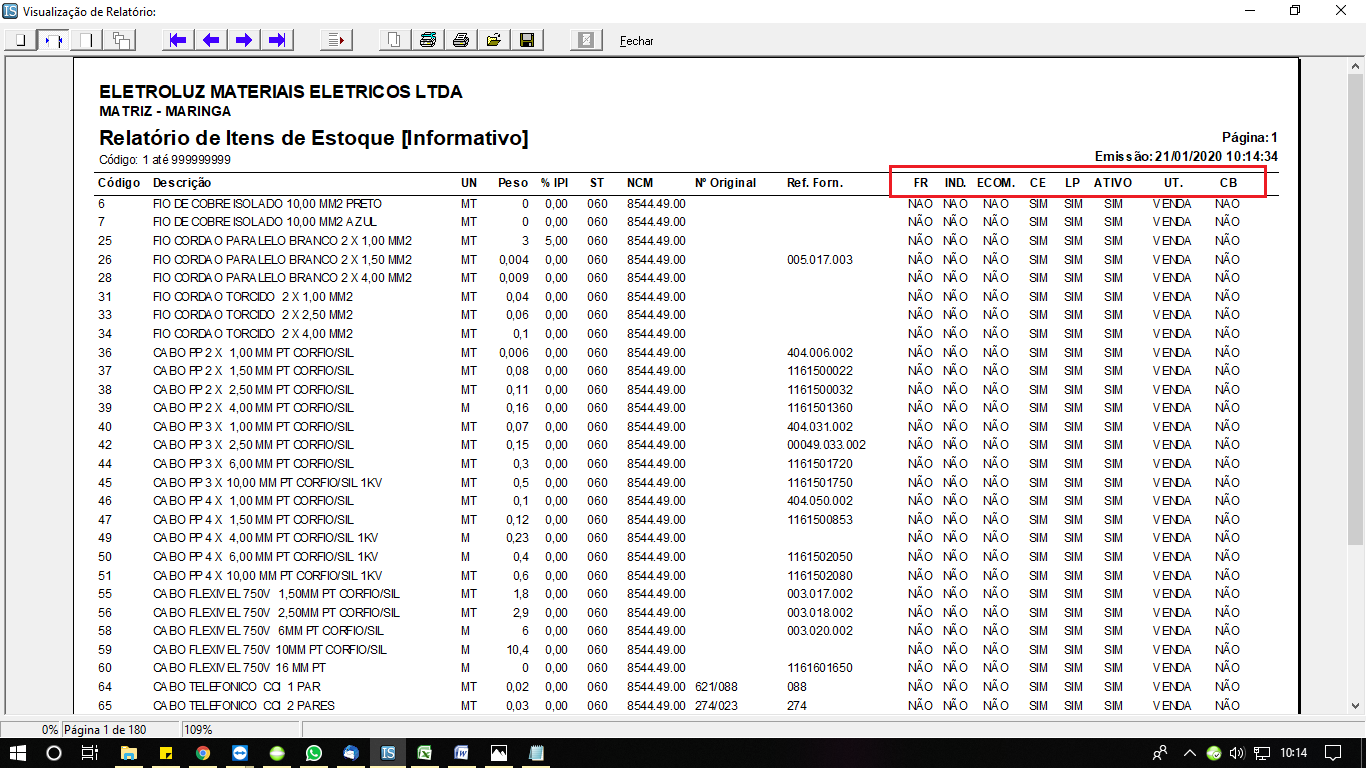 IS Visualização de Relatório:
Fechar
ELETROLUZ MATERIAIS ELETRICOS LTDA
MATRIZ - MARINGA
Relatório de Itens de Estoque [Informativo]
Página: 1
Código: 1 até 999999999
Emissão: 21/01/2020 10:14:34
Código Descrição UN Peso % IPI ST NCM Nº Original Ref. Forn. FR IND. ECOM. CE LP ATIVO UT. CB
6 FIO DE COBRE ISOLADO 10,00 MM2 PRETO MT 0 0,00 060 8544.49.00 NÃO NÃO NÃO SIM SIM SIM VENDA NÃO
7 FIO DE COBRE ISOLADO 10,00 MM2 AZUL MT 0 0,00 060 8544.49.00 NÃO NÃO NÃO SIM SIM SIM VENDA NÃO
25 FIO CORDAO PARALELO BRANCO 2 X 1,00 MM2 MT 3 5,00 060 8544.49.00 NÃO NÃO NÃO SIM SIM SIM VENDA NÃO
26 FIO CORDAO PARALELO BRANCO 2 X 1,50 MM2 MT 0,004 0,00 060 8544.49.00 005.017.003 NÃO NÃO NÃO SIM SIM SIM VENDA NÃO
28 FIO CORDAO PARALELO BRANCO 2 X 4,00 MM2 MT 0,009 0,00 060 8544.49.00 NÃO NÃO NÃO SIM SIM SIM VENDA NÃO
31 FIO CORDAO TORCIDO 2 X 1,00 MM2 MT 0,04 0,00 060 8544.49.00 NÃO NÃO NÃO SIM SIM SIM VENDA NÃO
33 FIO CORDAO TORCIDO 2 X 2,50 MM2 MT 0,06 0,00 060 8544.49.00 NÃO NÃO NÃO SIM SIM SIM VENDA NÃO
34 FIO CORDAO TORCIDO 2 X 4,00 MM2 MT 0,1 0,00 060 8544.49.00 NÃO NÃO NÃO SIM SIM SIM VENDA NÃO
36 CABO PP 2 X 1,00 MM PT CORFIO/SIL MT 0,006 0,00 060 8544.49.00 404.006.002 NÃO NÃO NÃO SIM SIM SIM VENDA NÃO
37 CABO PP 2 X 1,50 MM PT CORFIO/SIL MT 0,08 0,00 060 8544.49.00 1161500022 NÃO NÃO NÃO SIM SIM SIM VENDA NÃO
38 CABO PP 2 X 2,50 MM PT CORFIO/SIL MT 0,11 0,00 060 8544.49.00 1161500032 NÃO NÃO NÃO SIM SIM SIM VENDA NÃO
39 CABO PP 2 X 4,00 MM PT CORFIO/SIL M 0,16 0,00 060 8544.49.00 1161501360 NÃO NÃO NÃO SIM SIM SIM VENDA NÃO
40 CABO PP 3 X 1,00 MM PT CORFIO/SIL MT 0,07 0,00 060 8544.49.00 404.031.002 NÃO NÃO NÃO SIM SIM SIM VENDA NÃO
42 CABO PP 3 X 2,50 MM PT CORFIO/SIL MT 0,15 0,00 060 8544.49.00 00049.033.002 NÃO NÃO NÃO SIM SIM SIM VENDA NÃO
44 CABO PP 3 X 6,00 MM PT CORFIO/SIL MT 0,3 0,00 060 8544.49.00 1161501720 NÃO NÃO NÃO SIM SIM SIM VENDA NÃO
45 CABO PP 3 X 10,00 MM PT CORFIO/SIL 1KV MT 0,5 0,00 060 8544.49.00 1161501750 NÃO NÃO NÃO SIM SIM SIM VENDA NÃO
46 CABO PP 4 X 1,00 MM PT CORFIO/SIL MT 0,1 0,00 060 8544.49.00 404.050.002 NÃO NÃO NÃO SIM SIM SIM VENDA NÃO
47 CABO PP 4 X 1,50 MM PT CORFIO/SIL MT 0,12 0,00 060 8544.49.00 1161500853 NÃO NÃO NÃO SIM SIM SIM VENDA NÃO
49 CABO PP 4 X 4,00 MM PT CORFIO/SIL 1KV M 0,23 0,00 060 8544.49.00 NÃO NÃO NÃO SIM SIM SIM VENDA NÃO
50 CABO PP 4 X 6,00 MM PT CORFIO/SIL 1KV M 0,4 0,00 060 8544.49.00 1161502050 NÃO NÃO NÃO SIM SIM SIM VENDA NÃO
51 CABO PP 4 X 10,00 MM PT CORFIO/SIL 1KV MT 0,6 0,00 060 8544.49.00 1161502080 NÃO NÃO NÃO SIM SIM SIM VENDA NÃO
55 CABO FLEXIVEL 750V 1,50MM PT CORFIO/SIL MT 1,8 0,00 060 8544.49.00 003.017.002 NÃO NÃO NÃO SIM SIM SIM VENDA NÃO
56 CABO FLEXIVEL 750V 2,50MM PT CORFIO/SIL MT 2,9 0,00 060 8544.49.00 003.018.002 NÃO NÃO NÃO SIM SIM SIM VENDA NÃO
58 CABO FLEXIVEL 750V 6MM PT CORFIO/SIL M 6 0,00 060 8544.49.00 003.020.002 NÃO NÃO NÃO SIM SIM SIM VENDA NÃO
59 CABO FLEXIVEL 750V 10MM PT CORFIO/SIL M 10,4 0,00 060 8544.49.00 NÃO NÃO NÃO SIM SIM SIM VENDA NÃO
60 CABO FLEXIVEL 750V 16 MM PT M 0 0,00 060 8544.49.00 1161601650 NÃO NÃO NÃO SIM SIM SIM VENDA NÃO
64 CABO TELEFONICO CCI 1 PAR MT 0,02 0,00 060 8544.49.00 621/088 088 NÃO NÃO NÃO SIM SIM SIM VENDA NÃO
65 CABO TELEFONICO CCI 2 PARES MT 0,03 0,00 060 8544.49.00 274/023 274 NÃO NÃO NÃO SIM SIM SIM VENDA NÃO
0% Página 1 de 180 109%
IS 10:14